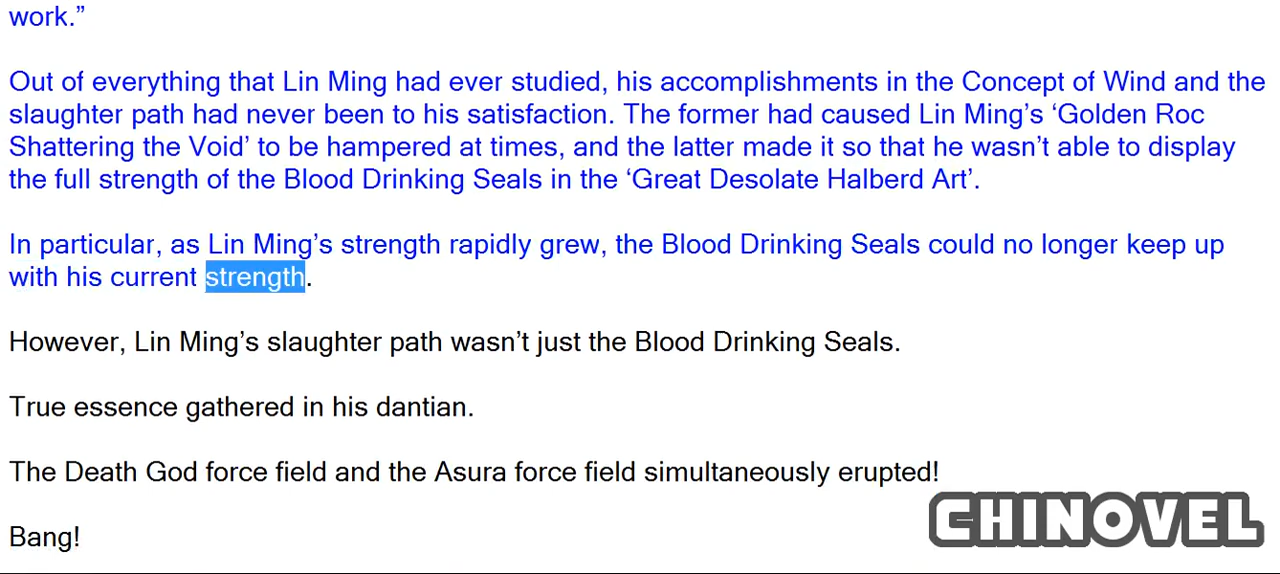 work.”
Out of everything that Lin Ming had ever studied, his accomplishments in the Concept of Wind and the
slaughter path had never been to his satisfaction. The former had caused Lin Ming’s ‘Golden Roc
Shattering the Void’ to be hampered at times, and the latter made it so that he wasn’t able to display
the full strength of the Blood Drinking Seals in the ‘Great Desolate Halberd Art’.
In particular, as Lin Ming’s strength rapidly grew, the Blood Drinking Seals could no longer keep up
with his current strength.
However, Lin Ming’s slaughter path wasn’t just the Blood Drinking Seals.
True essence gathered in his dantian.
The Death God force field and the Asura force field simultaneously erupted!
Bang!
CHINOVEL